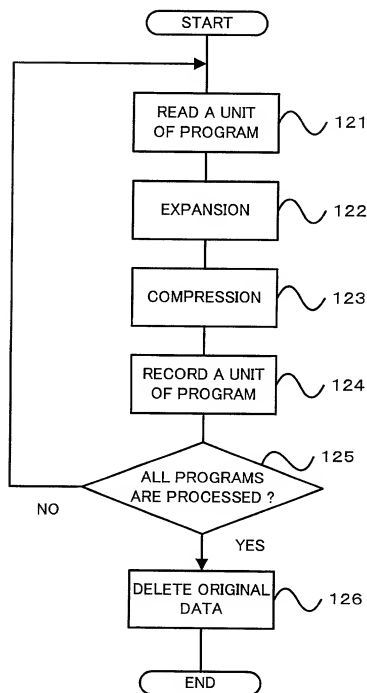 START
READ A UNIT
OF PROGRAM
121
EXPANSION
122
COMPRESSION
123
RECORD A UNIT
OF PROGRAM
124
125
ALL PROGRAMS
ARE PROCESSED ?
NO
YES
DELETE ORIGINAL
DATA
126
END